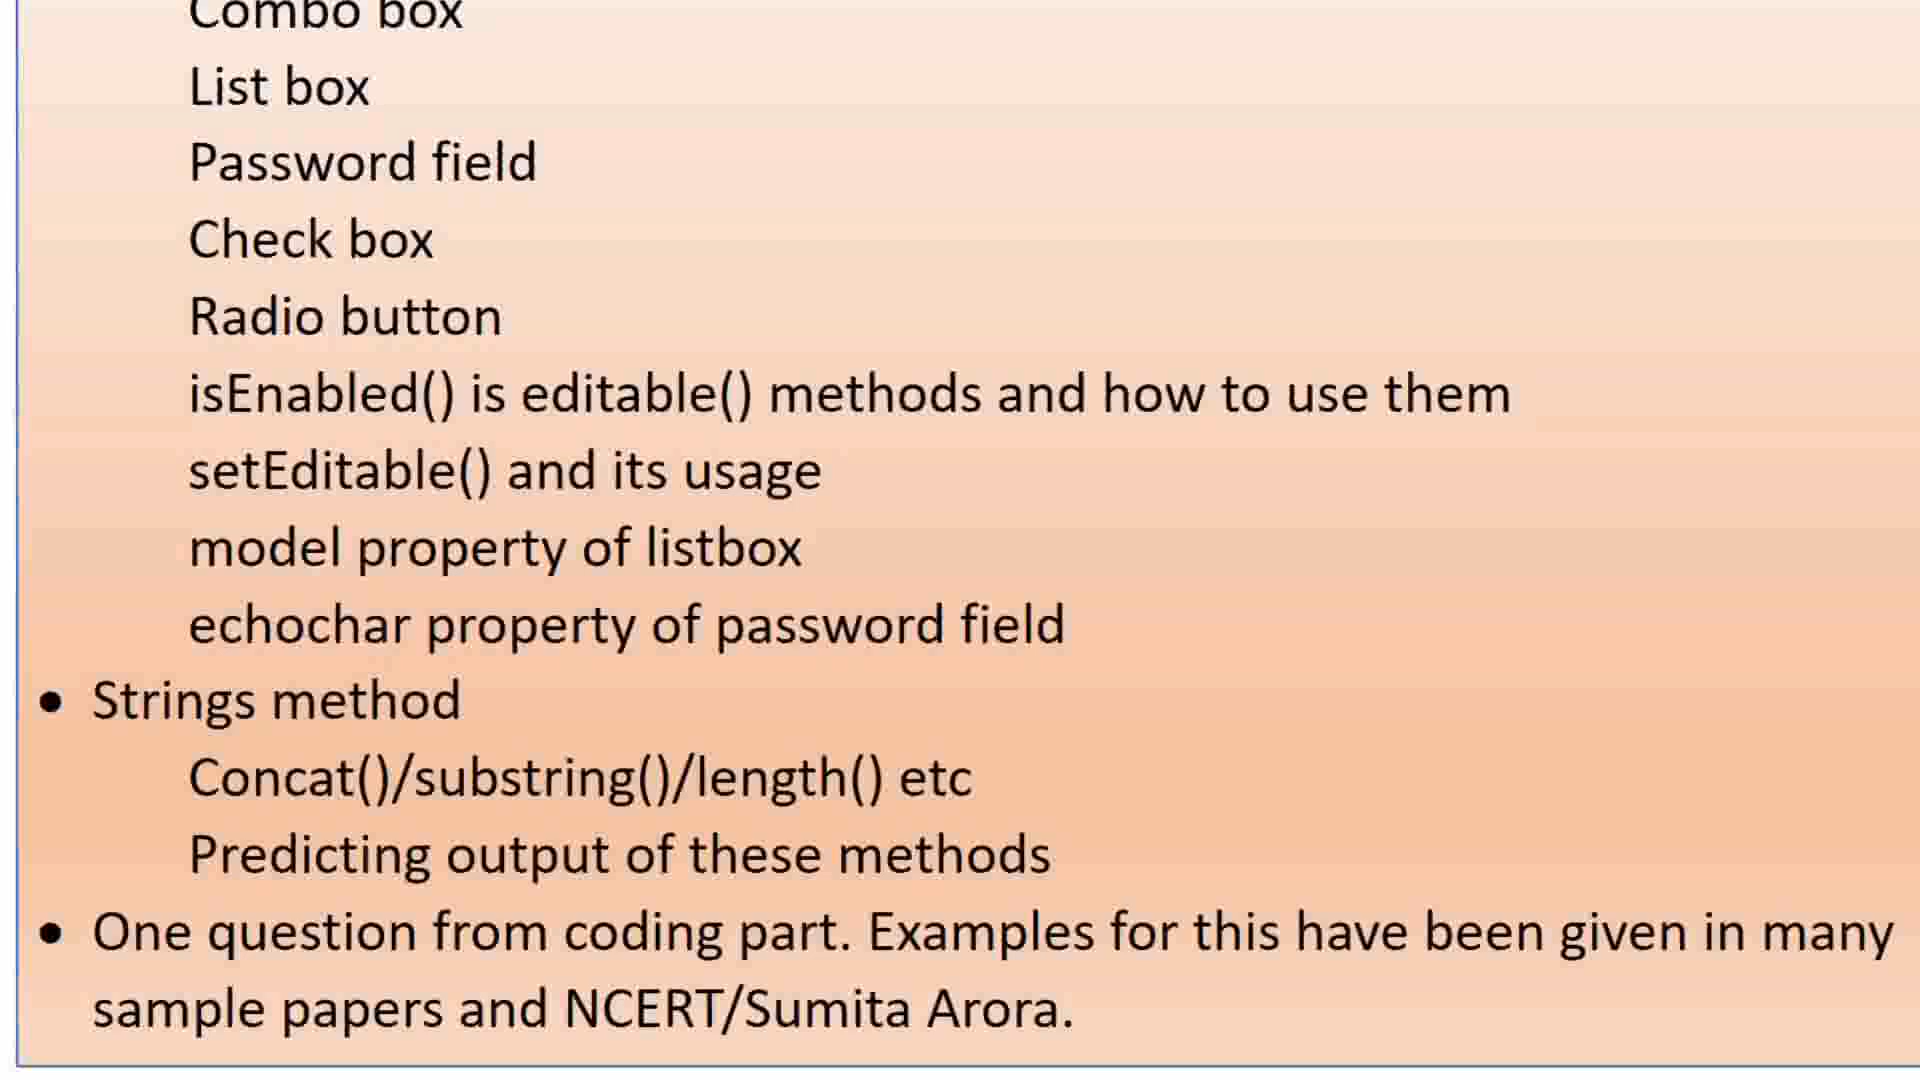 Combo box
List box
Password field
Check box
Radio button
isEnabled() is editable() methods and how to use them
setEditable() and its usage
model property of listbox
echochar property of password field
• Strings method
Concat()/substring()/length() etc
Predicting output of these methods
• One question from coding part. Examples for this have been given in many
sample papers and NCERT/Sumita Arora.